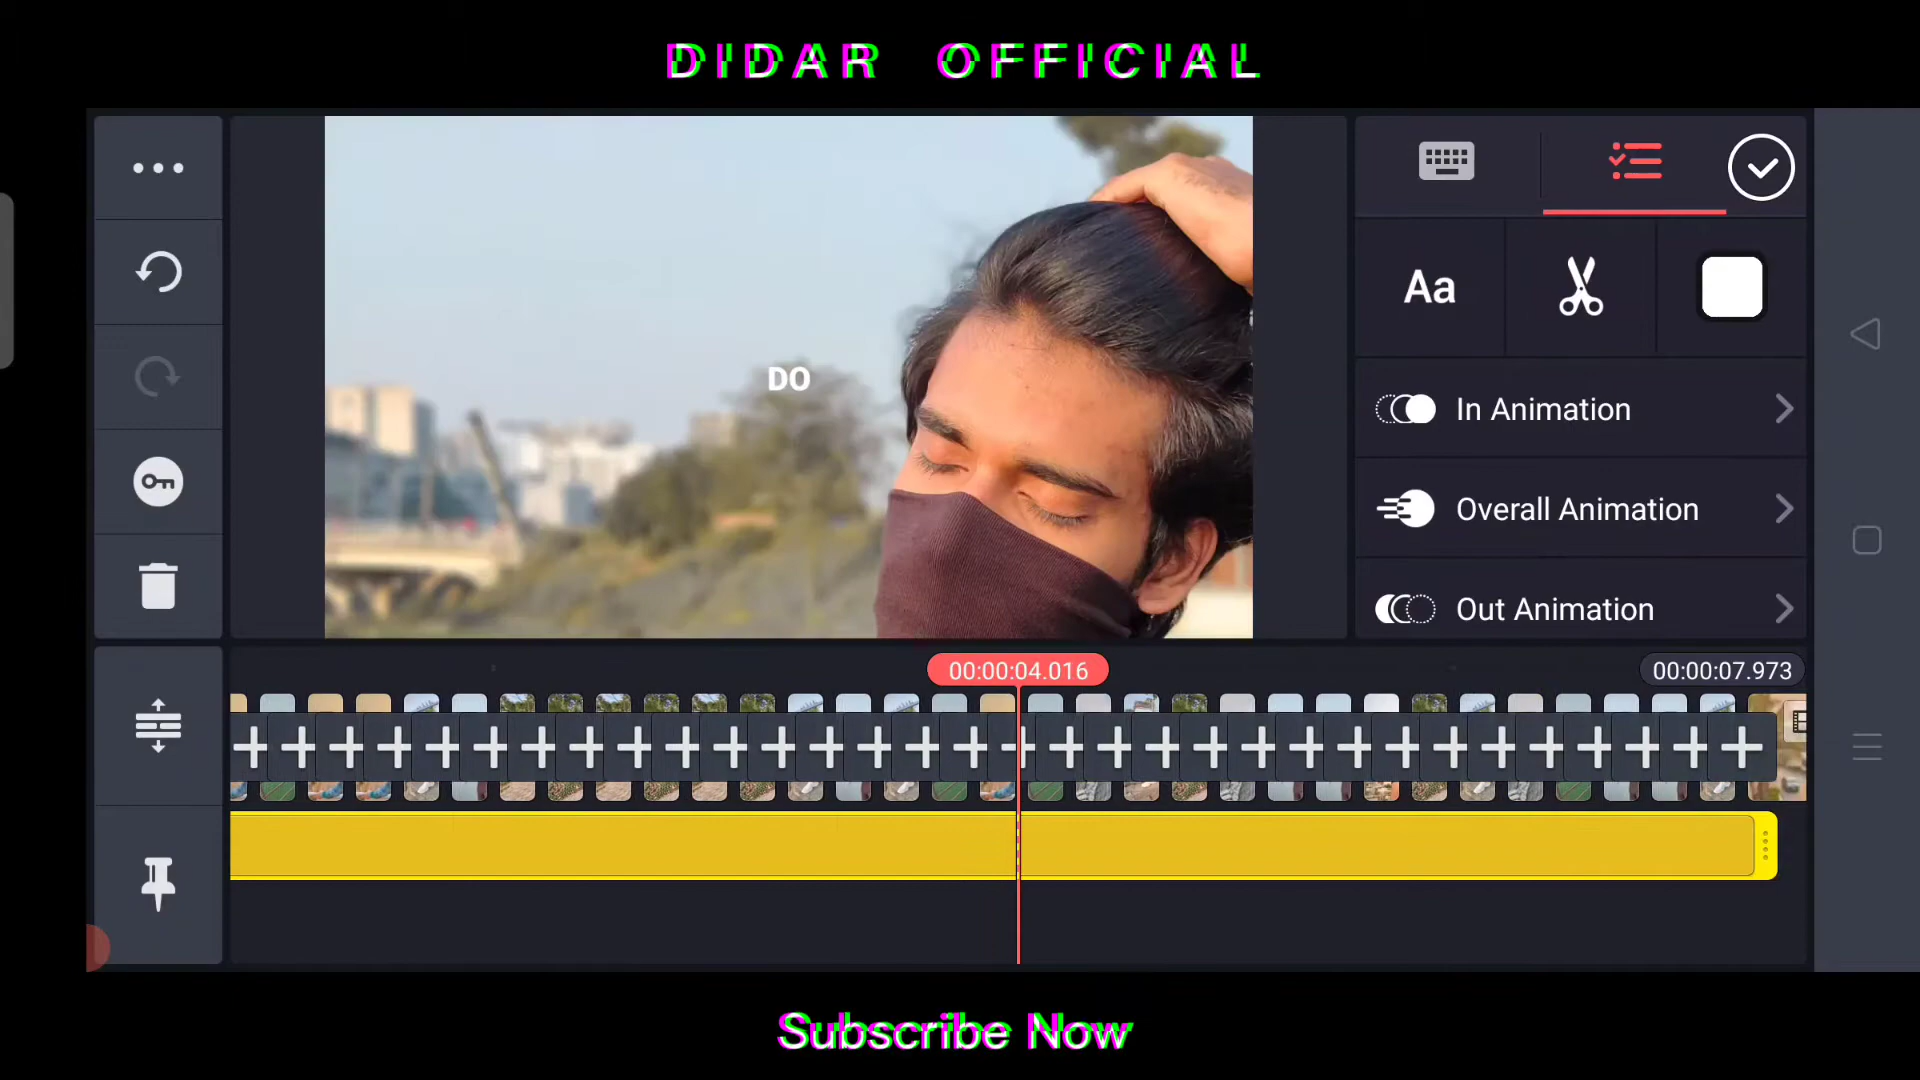 DIDAR OFFICIAL
DO
Aa
In Animation
Overall Animation
Out Animation
00:00:04.016
00:00:07.973
Subscribe Now